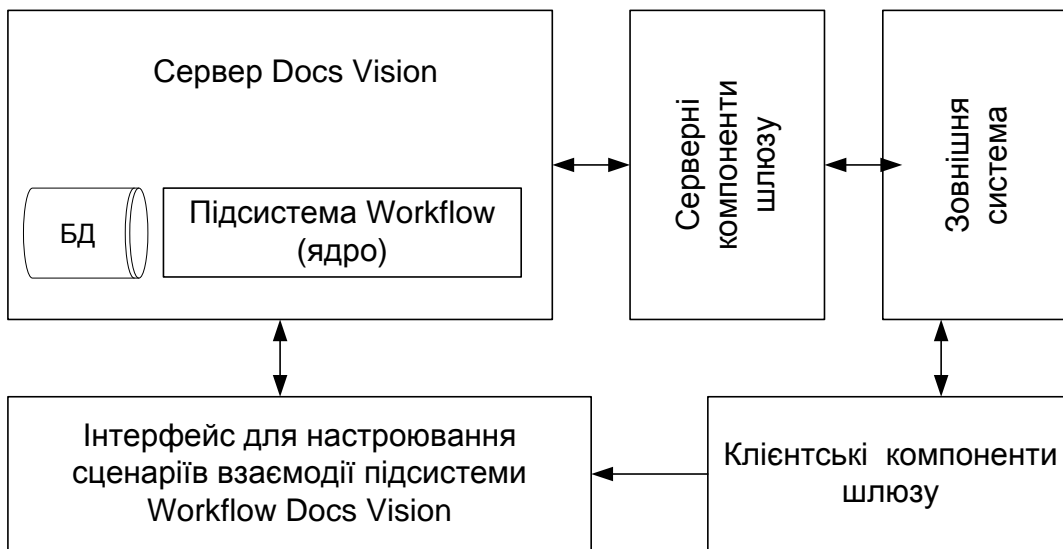 Сервер Docs Vision
БД
Підсистема Workflow
(ядро)
Серверні
компоненти
шлюзу
Зовнішня
система
Інтерфейс для настроювання
сценаріїв взаємодії підсистеми
Workflow Docs Vision
Клієнтські компоненти
шлюзу